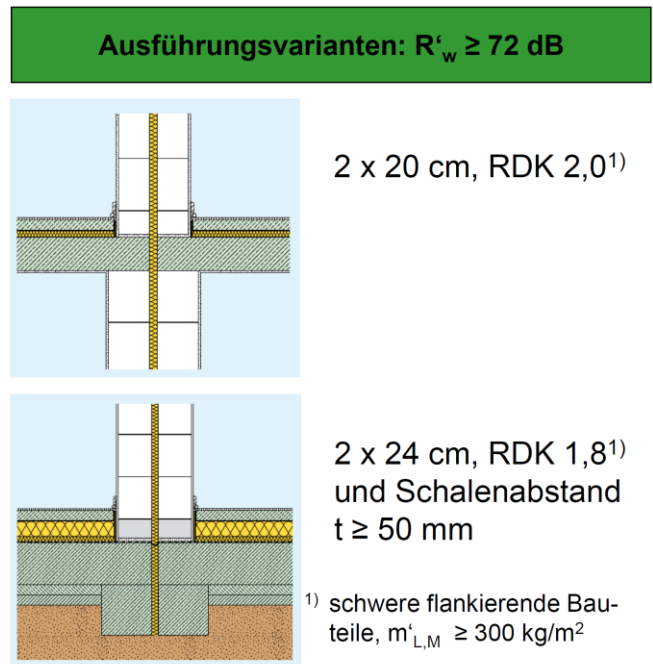 Ausführungsvarianten: R‘w ≥ 72 dB
2 x 20 cm, RDK 2,0¹⁾
2 x 24 cm, RDK 1,8¹⁾
und Schalenabstand
t ≥ 50 mm
¹⁾ schwere flankierende Bau-
teile, m‘L,M ≥ 300 kg/m²